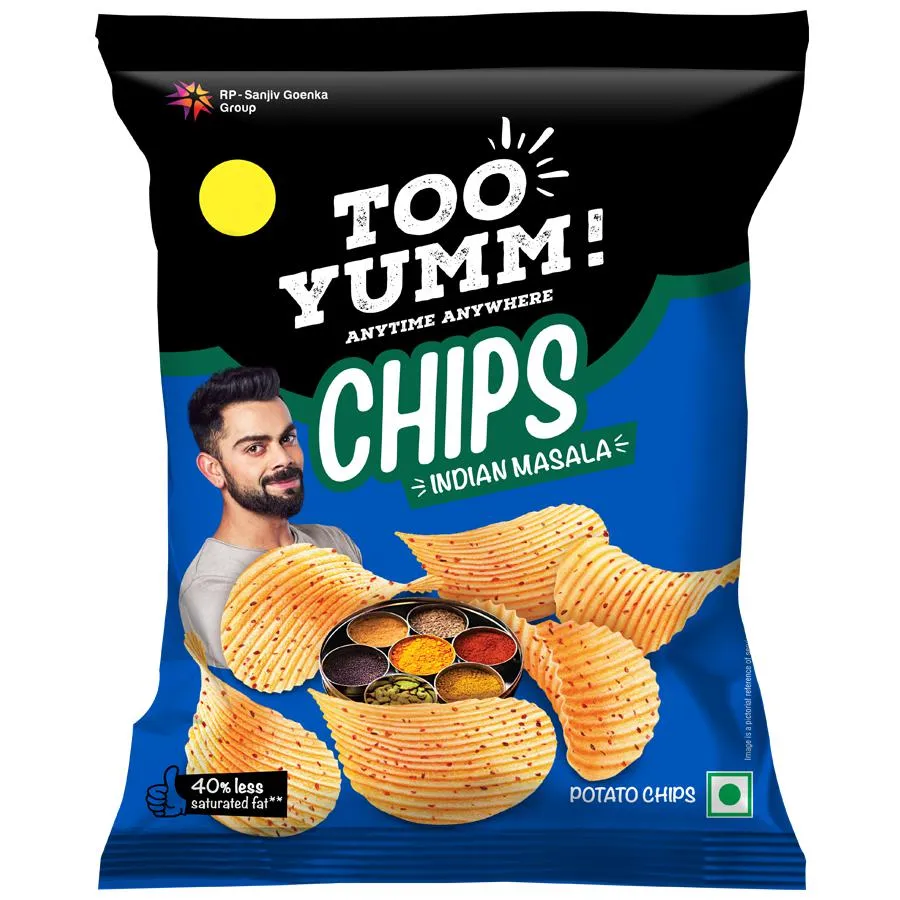 RP-Sanjiv Goenka
Group
TOO
YUMM!
ANYTIME ANYWHERE
CHIPS
INDIAN MASALA
40% less
saturated fat**
POTATO CHIPS
Image is a pictorial reference of